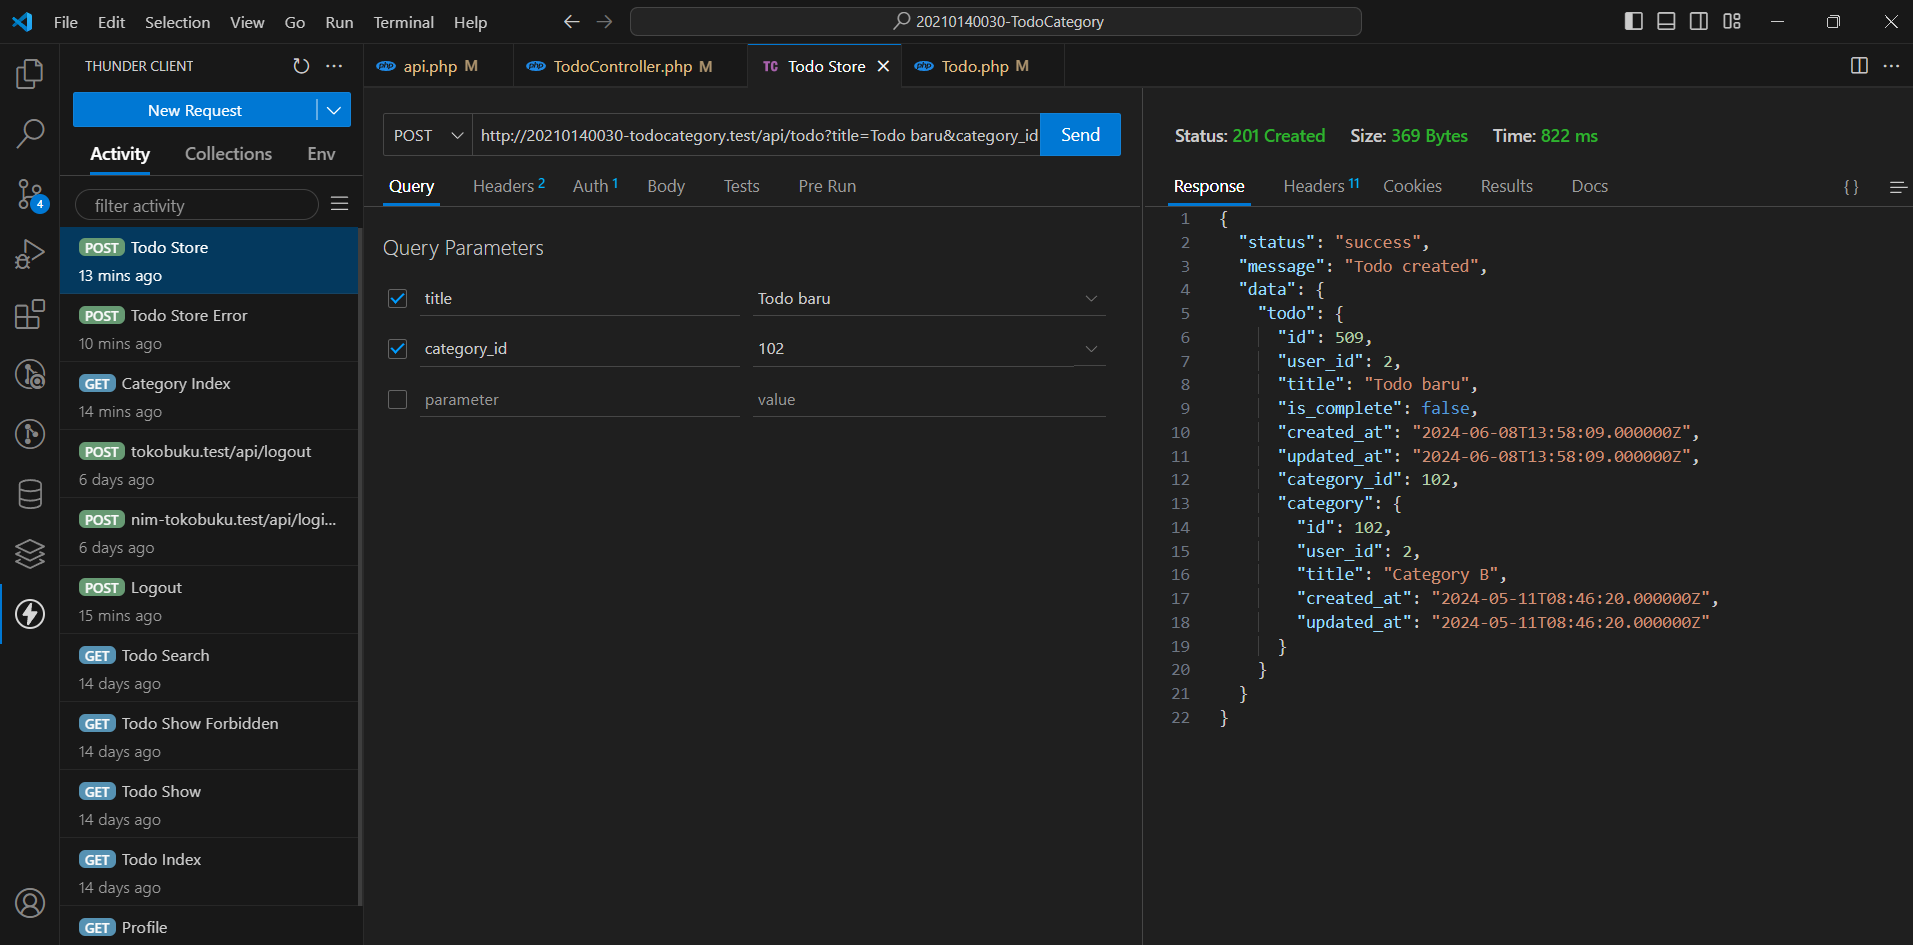 File Edit Selection View Go Run Terminal Help
20210140030-TodoCategory
4
THUNDER CLIENT
New Request
Activity Collections Env
filter activity
POST Todo Store
13 mins ago
POST Todo Store Error
10 mins ago
GET Category Index
14 mins ago
POST tokobuku.test/api/logout
6 days ago
POST nim-tokobuku.test/api/logi...
6 days ago
POST Logout
15 mins ago
GET Todo Search
14 days ago
GET Todo Show Forbidden
14 days ago
GET Todo Show
14 days ago
GET Todo Index
14 days ago
GET Profile
php api.php M
php TodoController.php M
TC Todo Store
php Todo.php M
POST http://20210140030-todocategory.test/api/todo?title=Todo baru&category_id Send
Query Headers 2 Auth 1 Body Tests Pre Run
Query Parameters
title Todo baru
category_id 102
parameter value
Status: 201 Created Size: 369 Bytes Time: 822 ms
Response Headers 11 Cookies Results Docs { }
1 {
2 "status": "success",
3 "message": "Todo created",
4 "data": {
5 "todo": {
6 "id": 509,
7 "user_id": 2,
8 "title": "Todo baru",
9 "is_complete": false,
10 "created_at": "2024-06-08T13:58:09.000000Z",
11 "updated_at": "2024-06-08T13:58:09.000000Z",
12 "category_id": 102,
13 "category": {
14 "id": 102,
15 "user_id": 2,
16 "title": "Category B",
17 "created_at": "2024-05-11T08:46:20.000000Z",
18 "updated_at": "2024-05-11T08:46:20.000000Z"
19 }
20 }
21 }
22 }